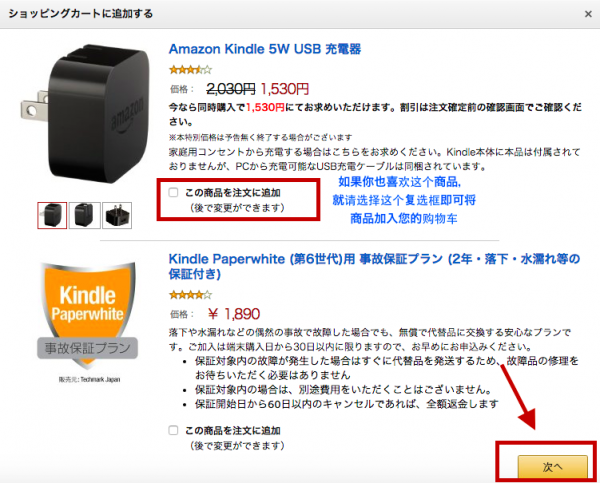 ショッピングカートに追加する
×
Amazon Kindle 5W USB 充電器
価格： 2,030円 1,530円
今なら同時購入で1,530円にてお求めいただけます。割引は注文確定前の確認画面でご確認くだ
さい。
※本特別価格は予告無く終了する場合がございます
家庭用コンセントから充電する場合はこちらをお求めください。Kindle本体に本品は付属されて
おりませんが、PCから充電可能なUSB充電ケーブルは同梱されています。
この商品を注文に追加
（後で変更ができます）
如果你也喜欢这个商品，
就请选择这个复选框即可将
商品加入您的购物车
amazon
Kindle Paperwhite (第6世代)用 事故保証プラン (2年・落下・水濡れ等の
保証付き)
Kindle
Paperwhite
事故保証プラン
販売元: Techmark Japan
価格： ￥ 1,890
落下や水濡れなどの偶然の事故で故障した場合でも、無償で代替品に交換する安心なプランで
す。ご加入は端末購入日から30日以内に限りますので、お早めにお申込みください。
• 保証対象内の故障が発生した場合はすぐに代替品を発送するため、故障品の修理を
お待ちいただく必要はありません
• 保証対象内の場合は、別途費用をいただくことはございません。
• 保証開始日から60日以内のキャンセルであれば、全額返金します
この商品を注文に追加
（後で変更ができます）
次へ